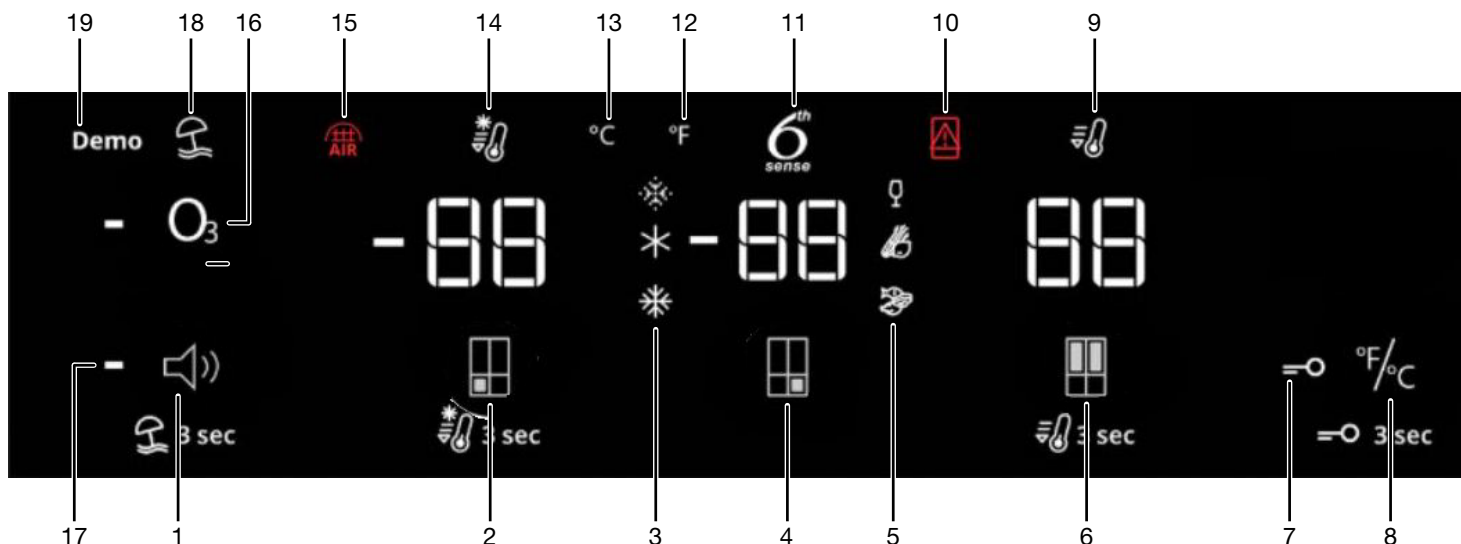 19 18 16 15 14 13 12 11 10 9
Demo AIR °C °F 6th sense
- O3 - 88 - 88 88
- °F/°C
3 sec 3 sec 3 sec 3 sec
17 1 2 3 4 5 6 7 8